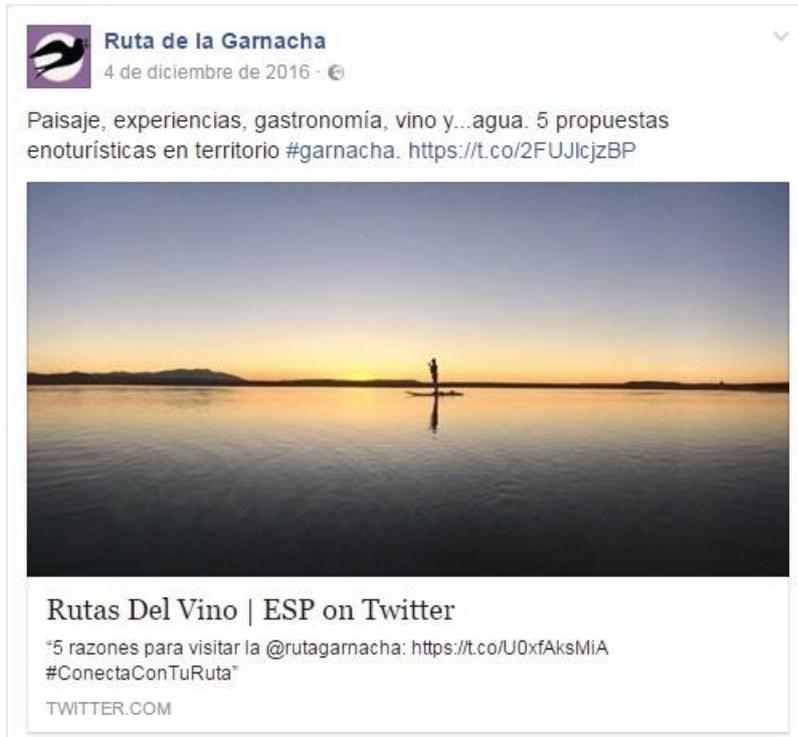 Ruta de la Garnacha
4 de diciembre de 2016 ·
Paisaje, experiencias, gastronomía, vino y...agua. 5 propuestas
enoturísticas en territorio #garnacha. https://t.co/2FUJlcjzBP
Rutas Del Vino | ESP on Twitter
“5 razones para visitar la @rutagarnacha: https://t.co/U0xfAksMiA
#ConectaConTuRuta”
TWITTER.COM